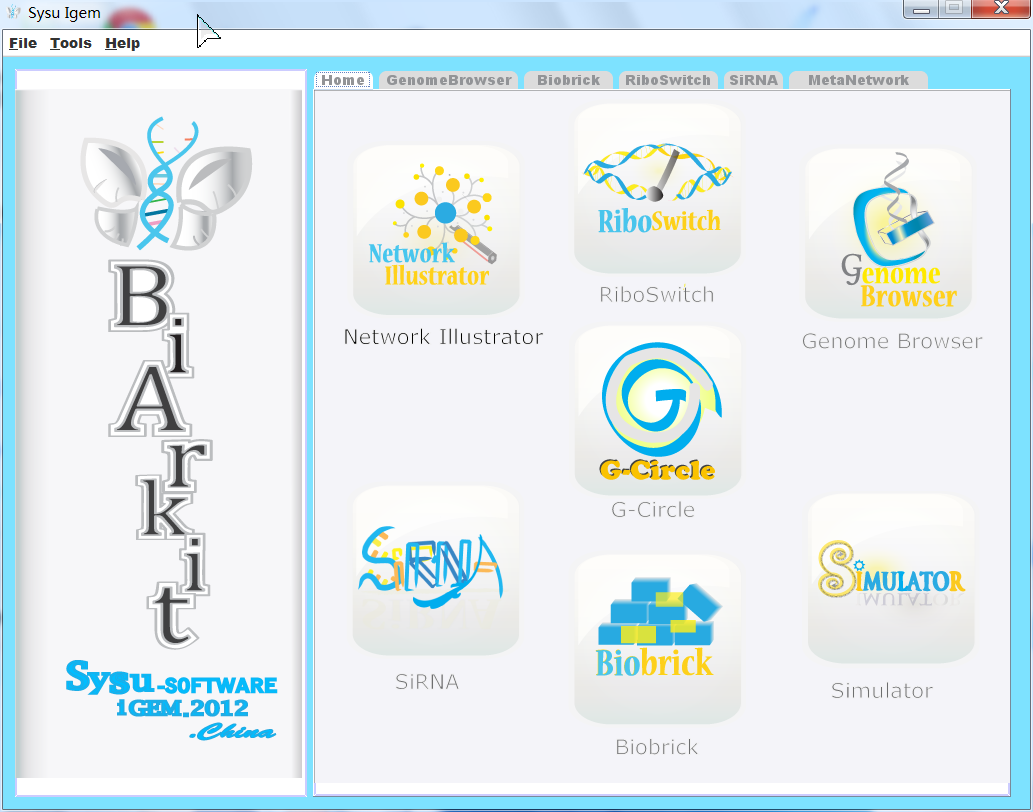 Sysu Igem
File Tools Help
Home GenomeBrowser Biobrick RiboSwitch SiRNA MetaNetwork
BiArkit
Sysu-SOFTWARE
IGEM.2012
.China
Network
Illustrator
Network Illustrator
RiboSwitch
RiboSwitch
Genome
Browser
Genome Browser
G-Circle
G-Circle
SiRNA
SiRNA
Biobrick
Biobrick
SIMULATOR
Simulator